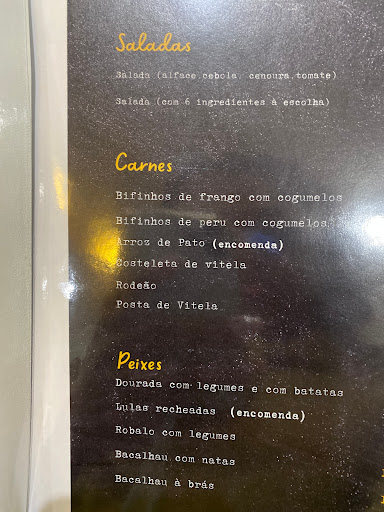 Saladas
Salada (alface,cebola, cenoura,tomate)
Salada (com 6 ingredientes à escolha)
Carnes
Bifinhos de frango com cogumelos
Bifinhos de peru com cogumelos
Arroz de Pato (encomenda)
Costeleta de vitela
Rodeão
Posta de Vitela
Peixes
Dourada com legumes e com batatas
Lulas recheadas (encomenda)
Robalo com legumes
Bacalhau com natas
Bacalhau à brás